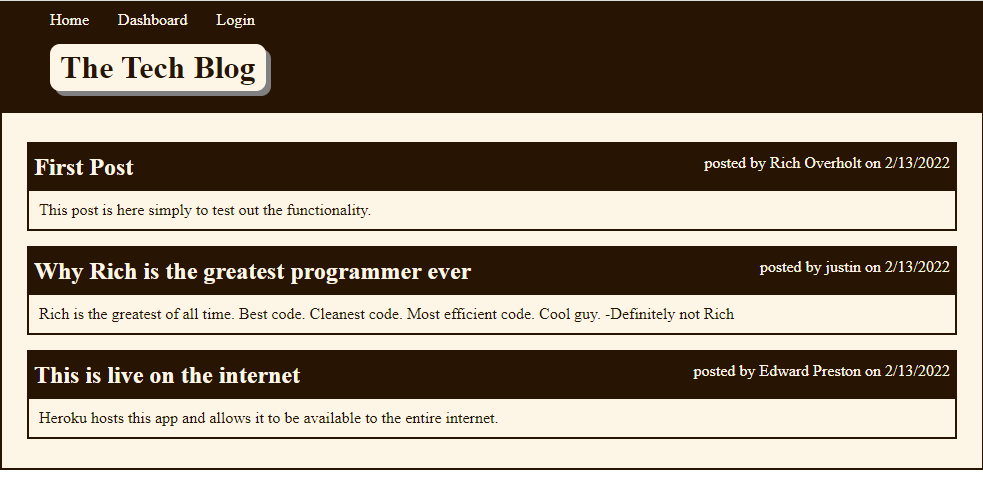 Home Dashboard Login
The Tech Blog
First Post posted by Rich Overholt on 2/13/2022
This post is here simply to test out the functionality.
Why Rich is the greatest programmer ever posted by justin on 2/13/2022
Rich is the greatest of all time. Best code. Cleanest code. Most efficient code. Cool guy. -Definitely not Rich
This is live on the internet posted by Edward Preston on 2/13/2022
Heroku hosts this app and allows it to be available to the entire internet.